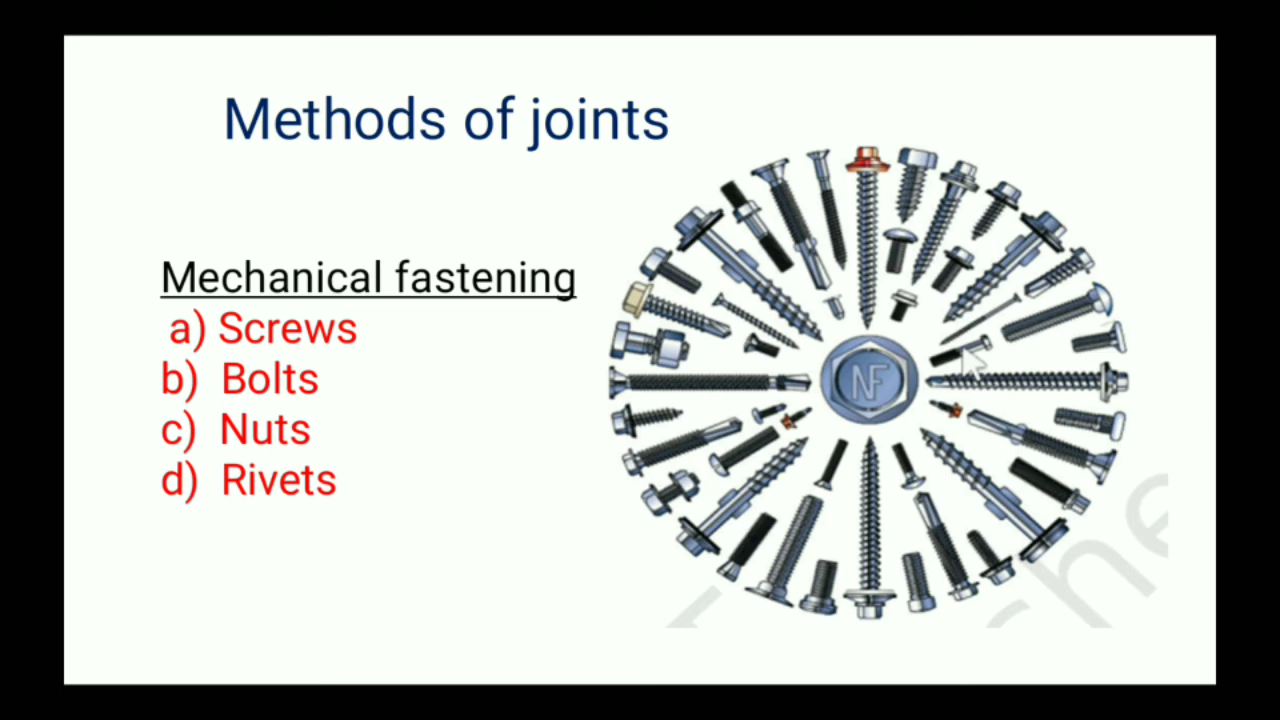 Methods of joints
Mechanical fastening
a) Screws
b) Bolts
c) Nuts
d) Rivets
NF